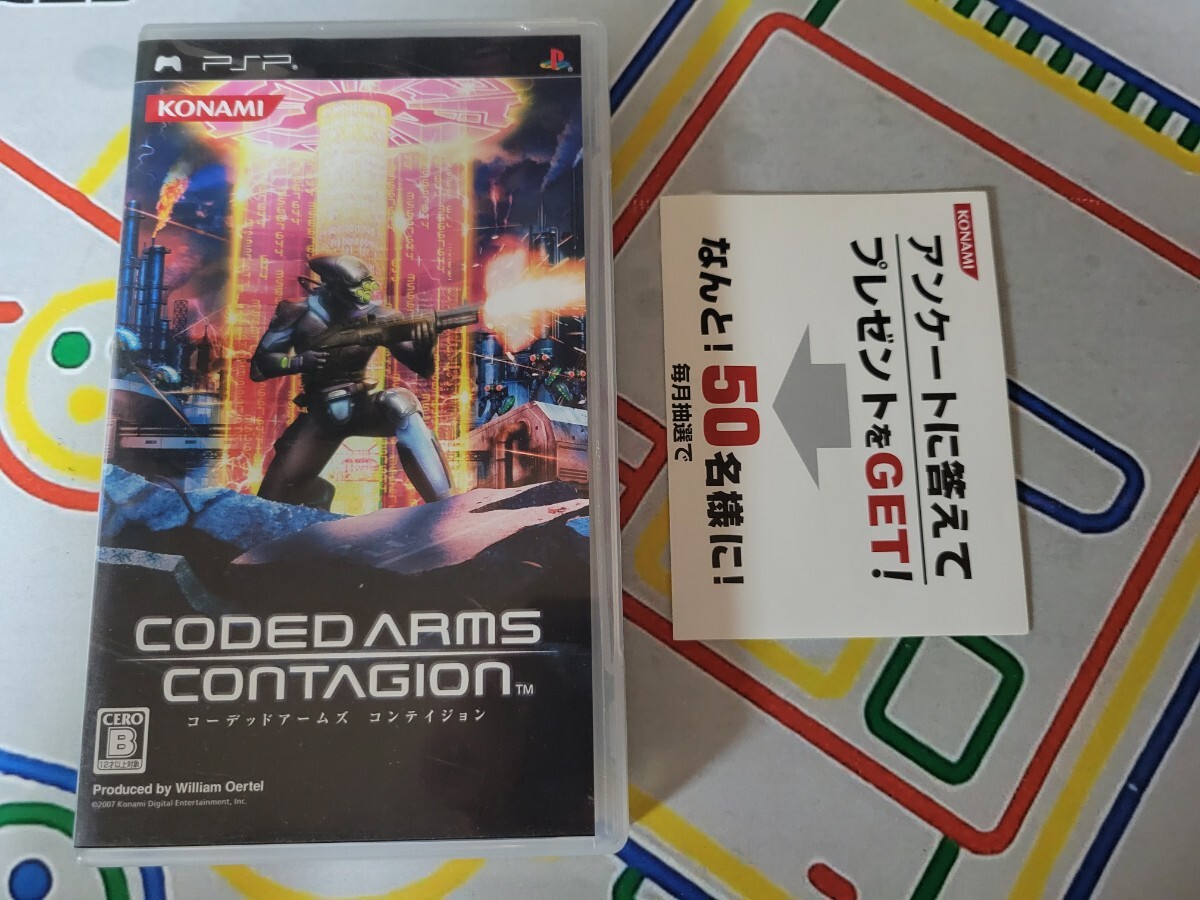 PSP
KONAMI
CODED ARMS
CONTAGION™
コーデッドアームズ コンテイジョン
CERO
B
12才以上対象
Produced by William Oertel
©2007 Konami Digital Entertainment, Inc.
KONAMI
アンケートに答えて
プレゼントをGET!
毎月抽選で
なんと!50名様に!